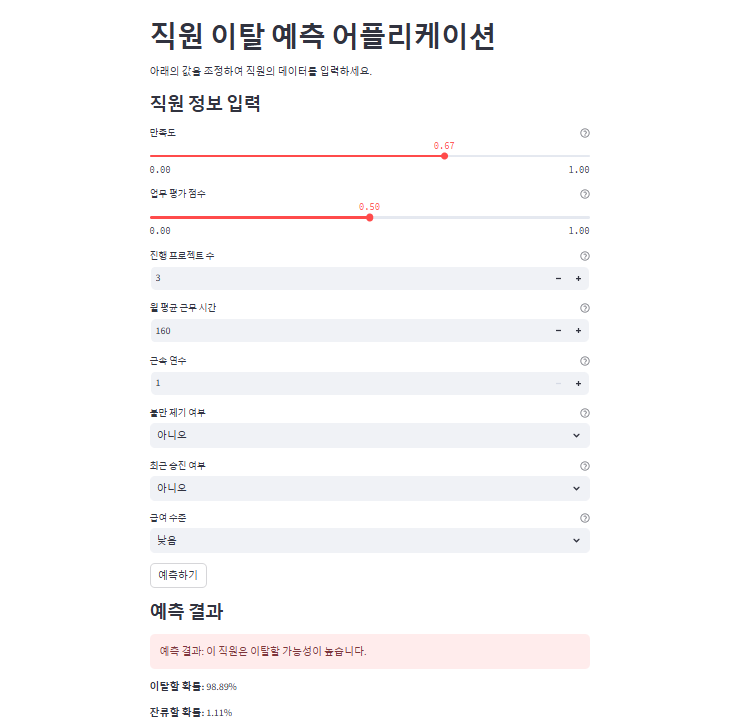 직원 이탈 예측 어플리케이션
아래의 값을 조정하여 직원의 데이터를 입력하세요.
직원 정보 입력
만족도
0.67
0.00 1.00
업무 평가 점수
0.50
0.00 1.00
진행 프로젝트 수
3
월 평균 근무 시간
160
근속 연수
1
불만 제기 여부
아니오
최근 승진 여부
아니오
급여 수준
낮음
예측하기
예측 결과
예측 결과: 이 직원은 이탈할 가능성이 높습니다.
이탈할 확률: 98.89%
잔류할 확률: 1.11%